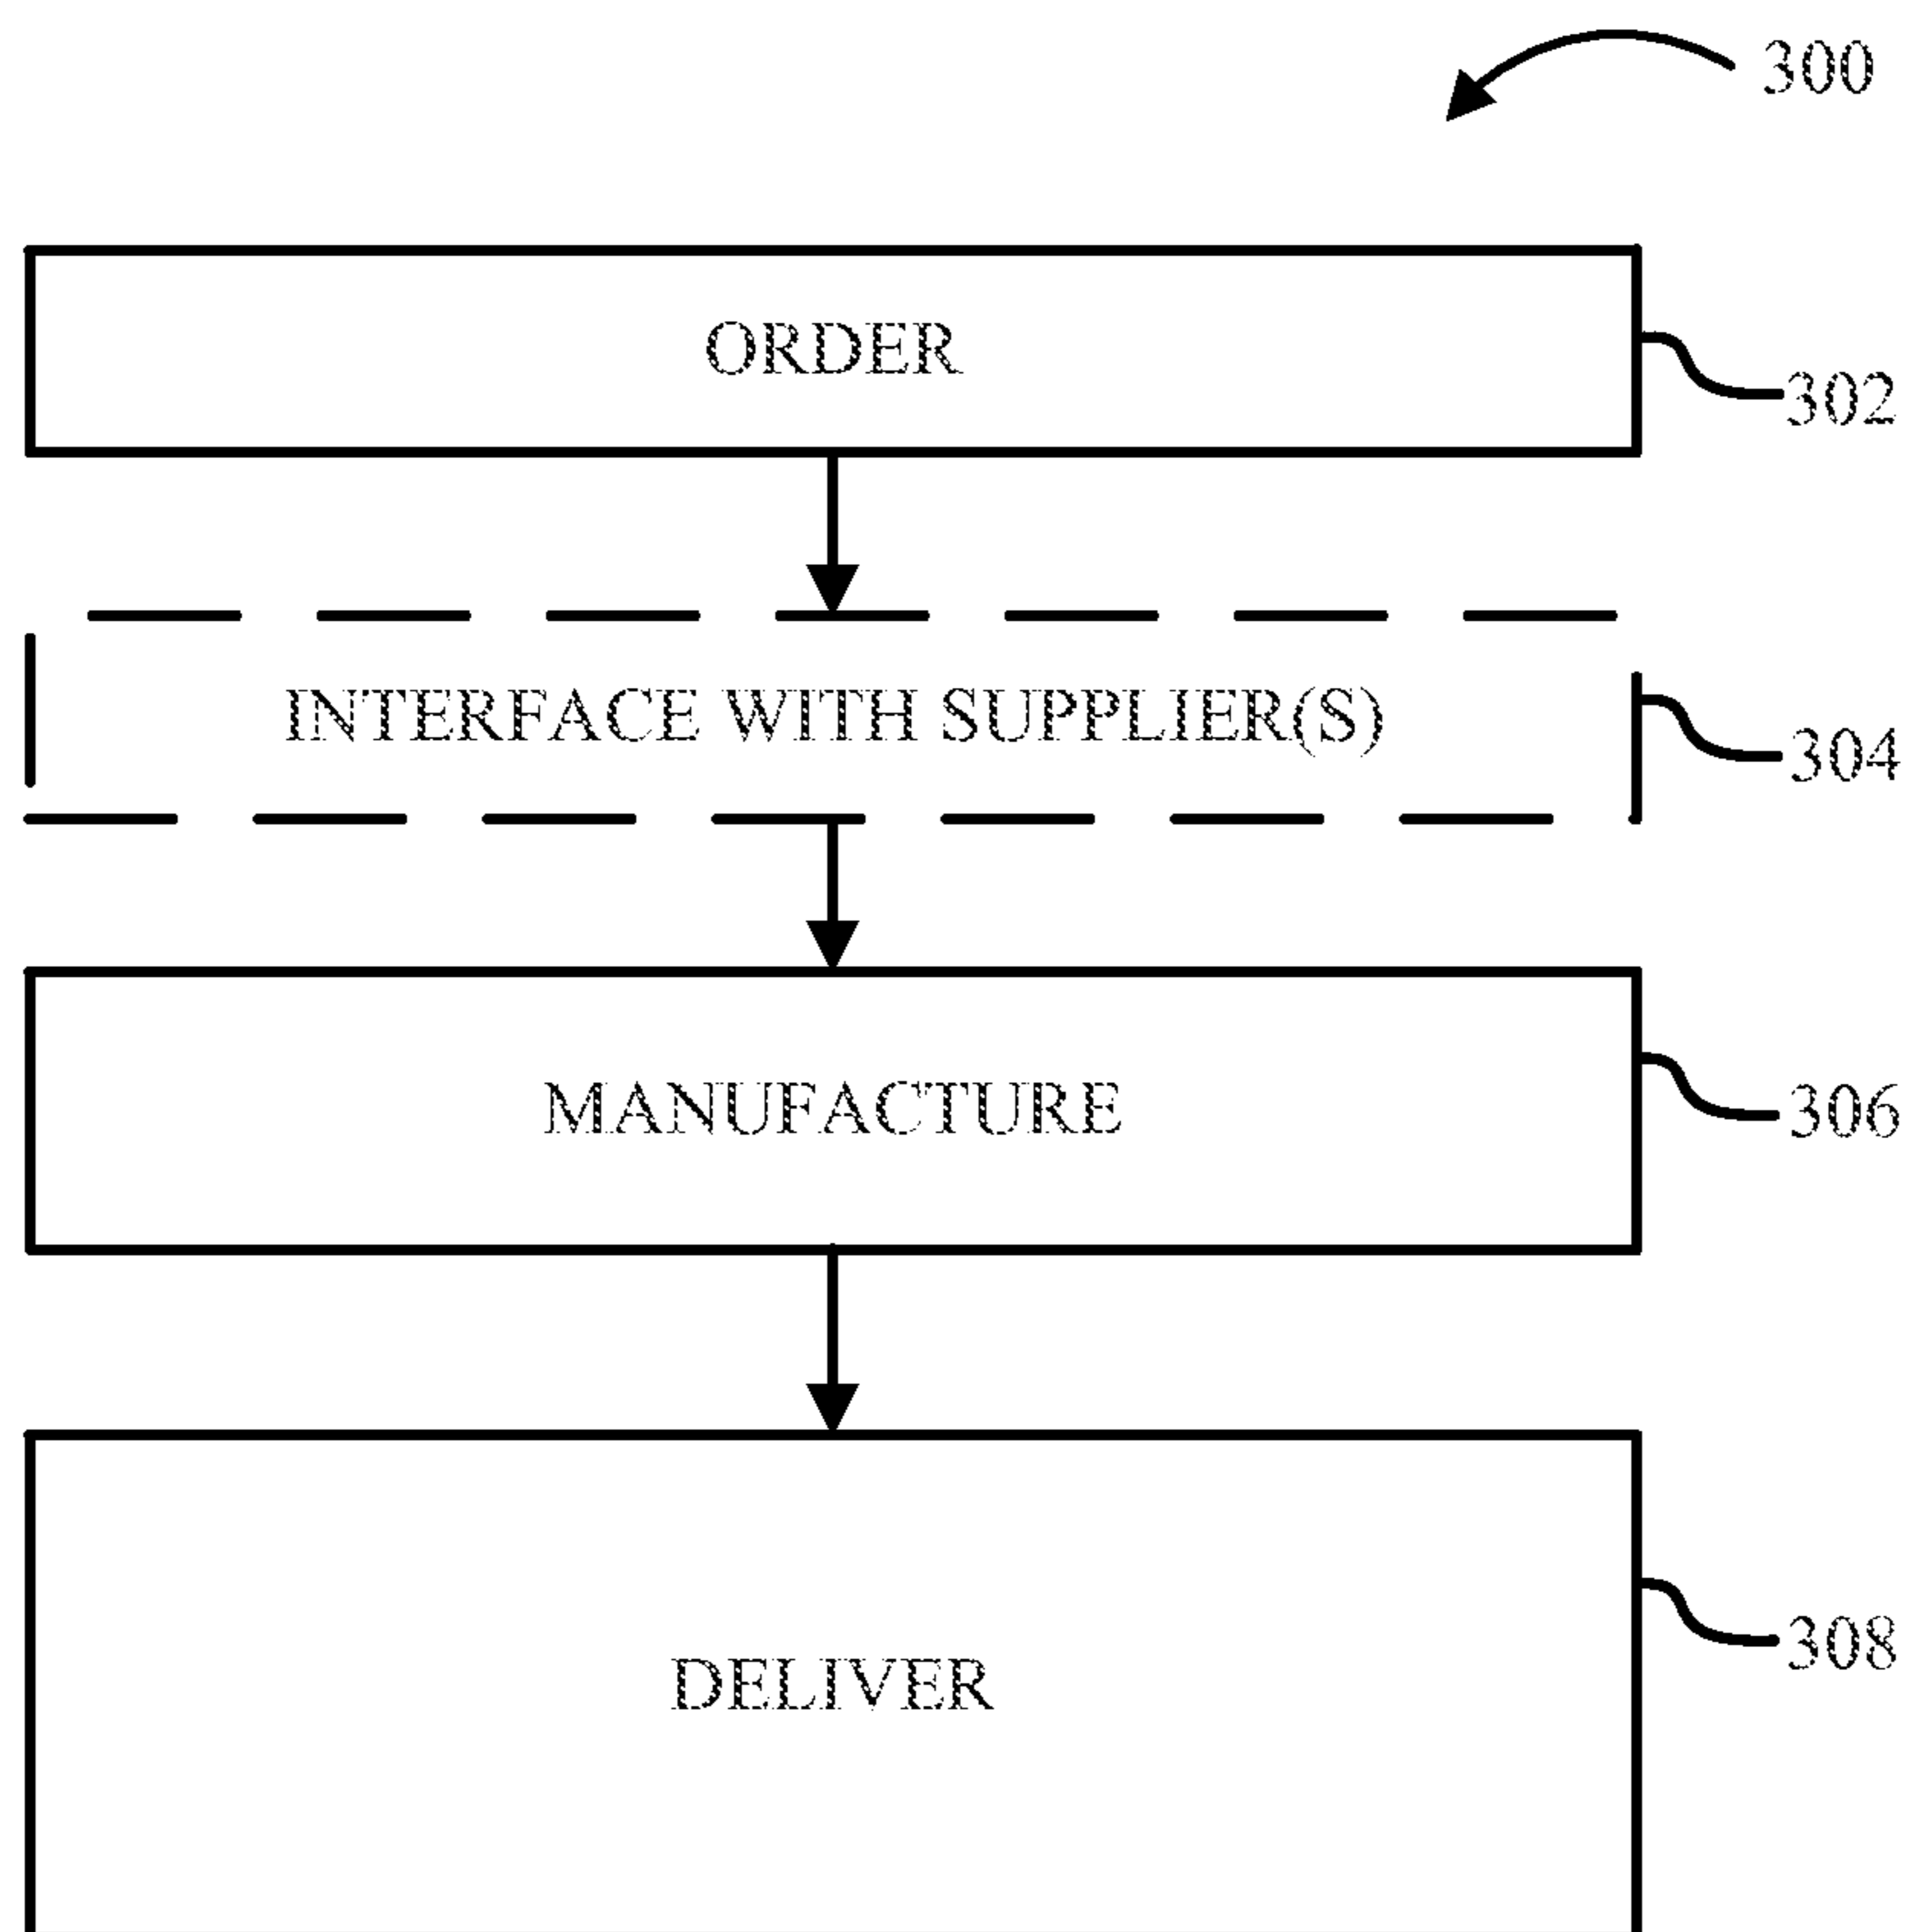 300
ORDER
302
INTERFACE WITH SUPPLIER(S)
304
MANUFACTURE
306
DELIVER
308